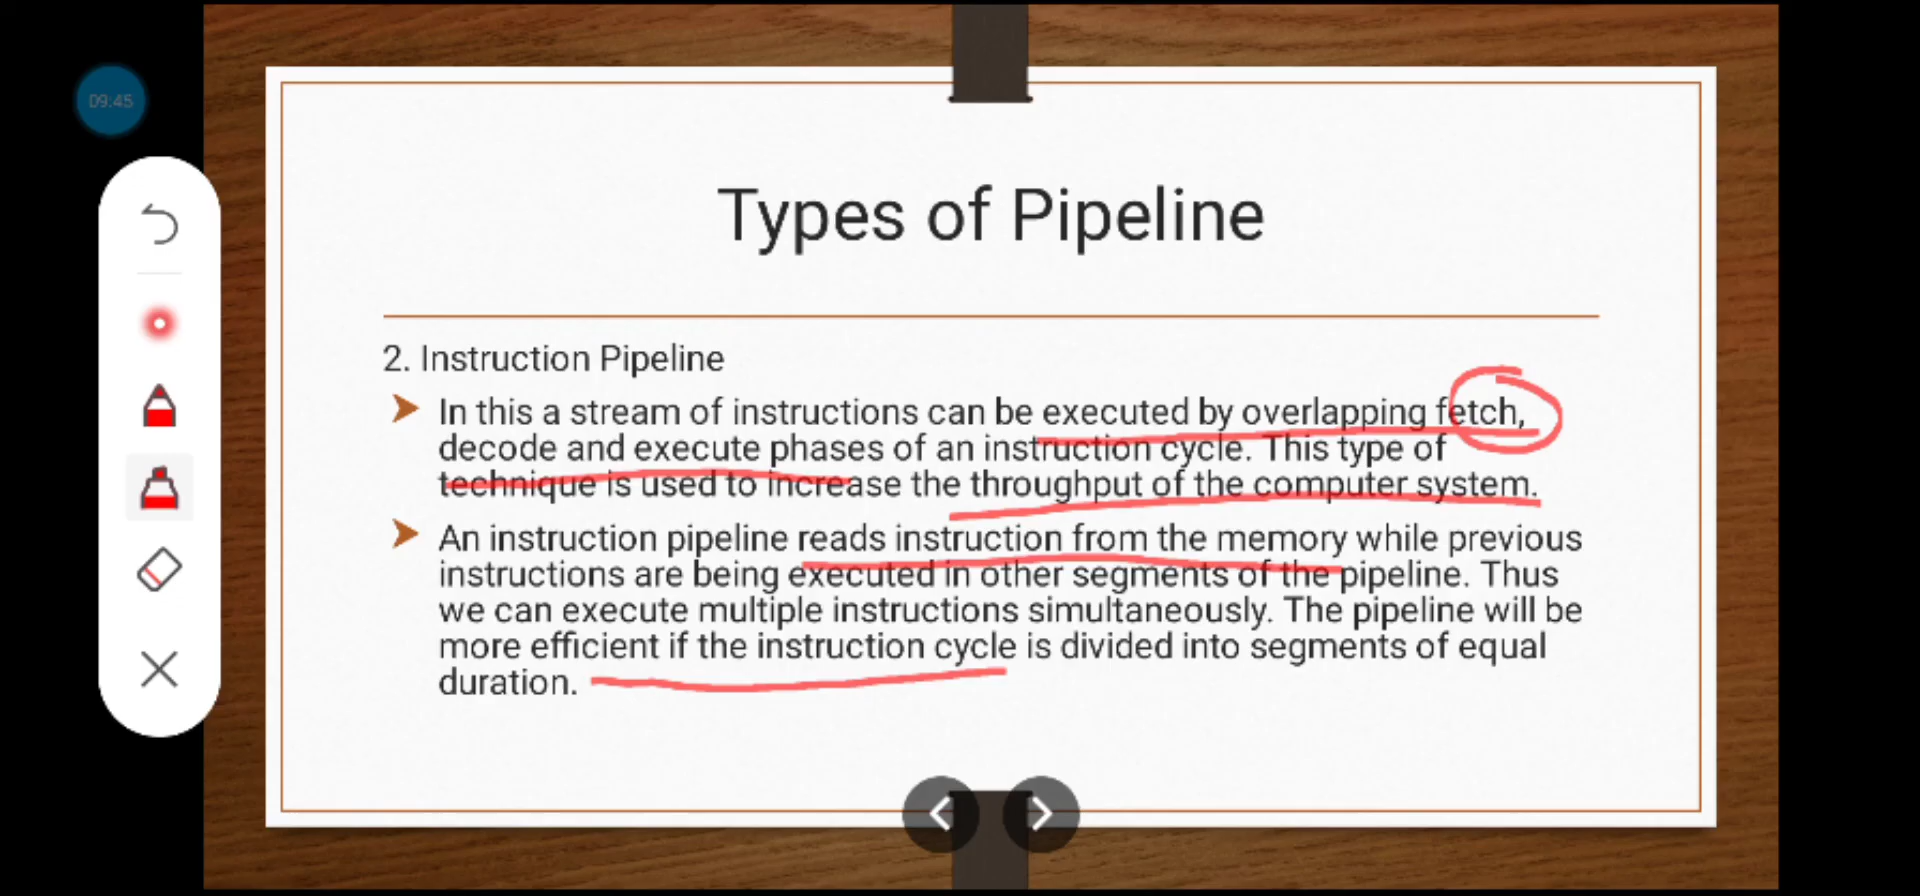 09:45
Types of Pipeline
2. Instruction Pipeline
In this a stream of instructions can be executed by overlapping fetch,
decode and execute phases of an instruction cycle. This type of
technique is used to increase the throughput of the computer system.
An instruction pipeline reads instruction from the memory while previous
instructions are being executed in other segments of the pipeline. Thus
we can execute multiple instructions simultaneously. The pipeline will be
more efficient if the instruction cycle is divided into segments of equal
duration.